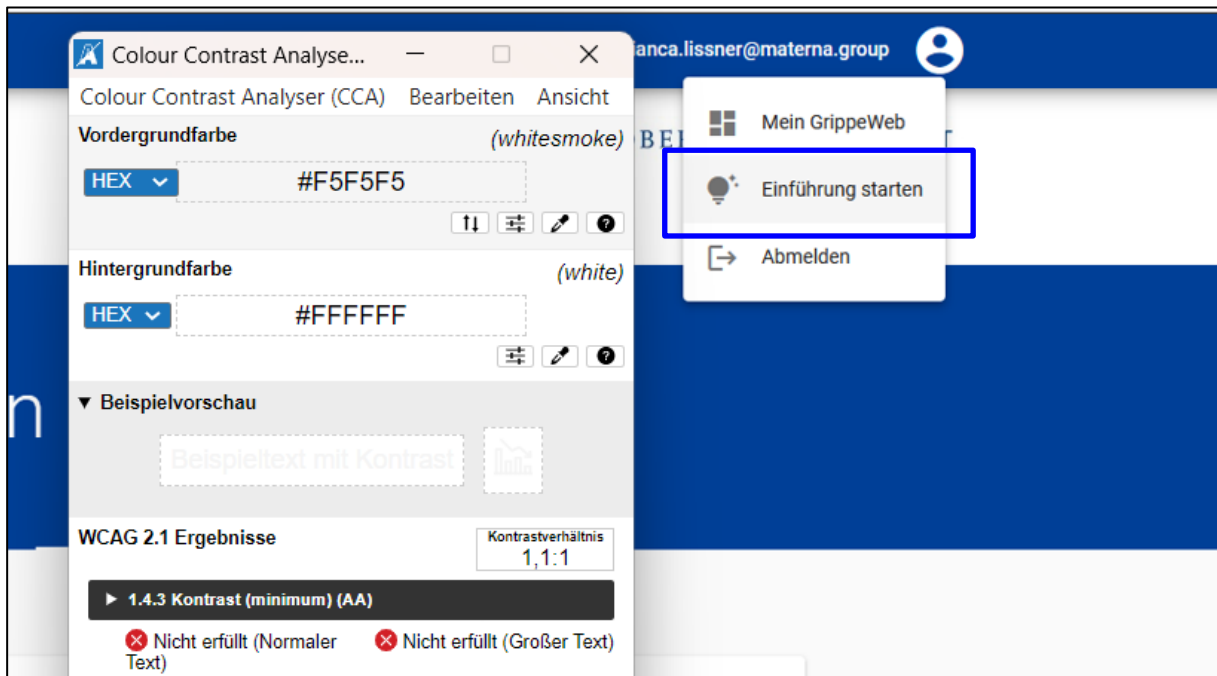 Colour Contrast Analyse...
Colour Contrast Analyser (CCA) Bearbeiten Ansicht
Vordergrundfarbe (whitesmoke)
HEX #F5F5F5
Hintergrundfarbe (white)
HEX #FFFFFF
Beispielvorschau
Beispieltext mit Kontrast
WCAG 2.1 Ergebnisse
Kontrastverhältnis
1,1:1
1.4.3 Kontrast (minimum) (AA)
Nicht erfüllt (Normaler
Text)
Nicht erfüllt (Großer Text)
ianca.lissner@materna.group
Mein GrippeWeb
Einführung starten
Abmelden
n